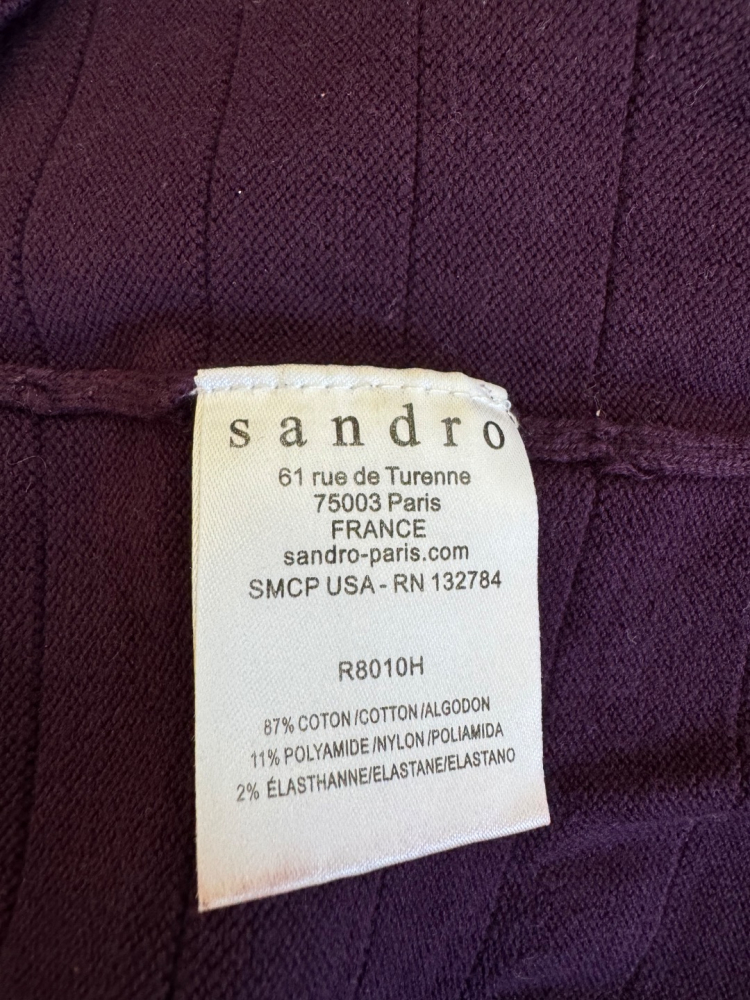 sandro
61 rue de Turenne
75003 Paris
FRANCE
sandro-paris.com
SMCP USA - RN 132784
R8010H
87% COTON/COTTON/ALGODON
11% POLYAMIDE/NYLON/POLIAMIDA
2% ÉLASTHANNE/ELASTANE/ELASTANO